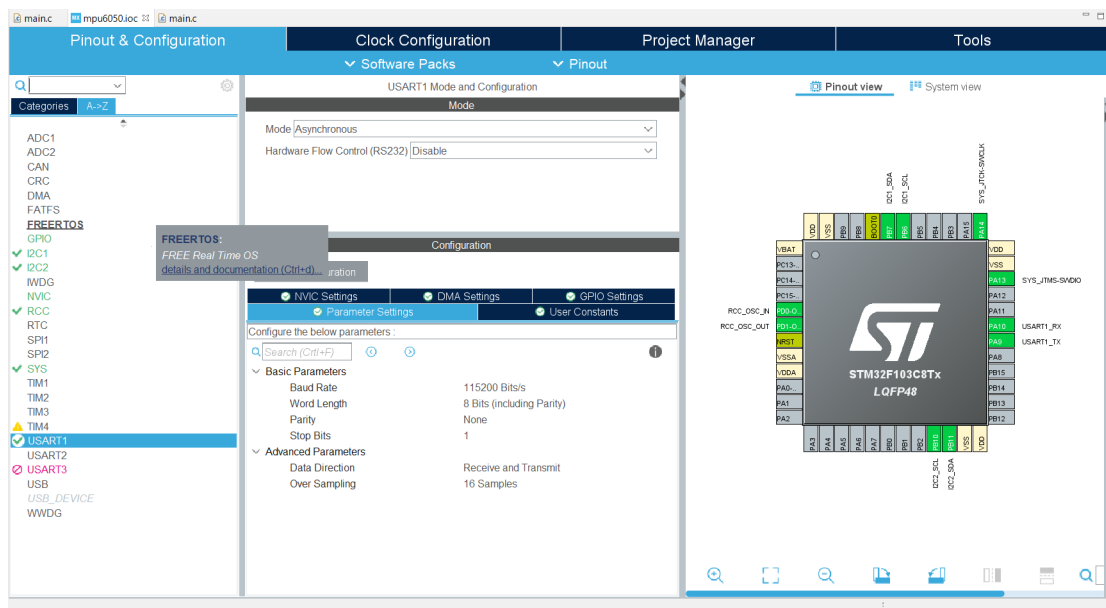 main.c mpu6050.ioc main.c
Pinout & Configuration Clock Configuration Project Manager Tools
Software Packs Pinout
Categories A->Z
ADC1
ADC2
CAN
CRC
DMA
FATFS
FREERTOS
GPIO
I2C1
I2C2
IWDG
NVIC
RCC
RTC
SPI1
SPI2
SYS
TIM1
TIM2
TIM3
TIM4
USART1
USART2
USART3
USB
USB_DEVICE
WWDG
FREERTOS:
FREE Real Time OS
details and documentation (Ctrl+d)...
USART1 Mode and Configuration
Mode
Mode Asynchronous
Hardware Flow Control (RS232) Disable
Configuration
NVIC Settings DMA Settings GPIO Settings
Parameter Settings User Constants
Configure the below parameters :
Search (Crtl+F)
Basic Parameters
Baud Rate 115200 Bits/s
Word Length 8 Bits (including Parity)
Parity None
Stop Bits 1
Advanced Parameters
Data Direction Receive and Transmit
Over Sampling 16 Samples
Pinout view System view
I2C1_SDA I2C1_SCL SYS_JTCK-SWCLK
VDD VSS PB9 PB8 BOOT0 PB7 PB6 PB5 PB4 PB3 PA15 PA14
VBAT VDD
PC13-.. VSS
PC14-.. PA13 SYS_JTMS-SWDIO
PC15-.. PA12
RCC_OSC_IN PD0-O.. PA11
RCC_OSC_OUT PD1-O.. PA10 USART1_RX
NRST PA9 USART1_TX
VSSA PA8
VDDA PB15
PA0-.. PB14
PA1 PB13
PA2 PB12
STM32F103C8Tx
LQFP48
PA3 PA4 PA5 PA6 PA7 PB0 PB1 PB2 PB10 PB11 VSS VDD
I2C2_SCL I2C2_SDA